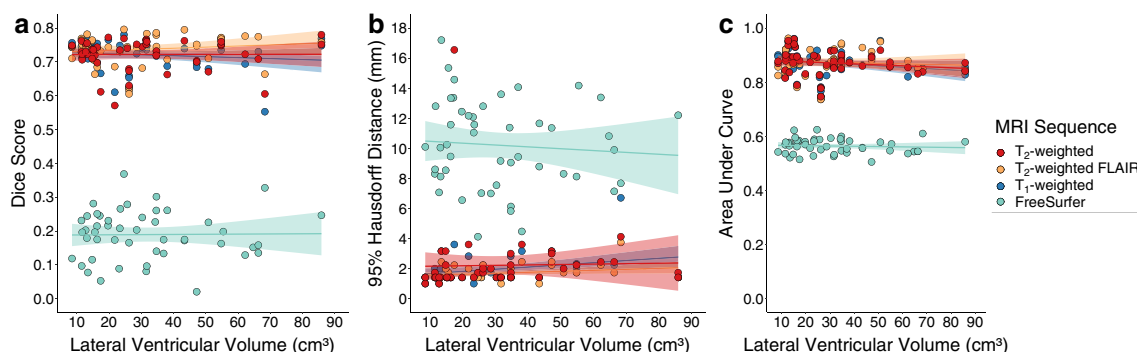 a
Dice Score
0.8
0.7
0.6
0.5
0.4
0.3
0.2
0.1
0.0
10 20 30 40 50 60 70 80 90
Lateral Ventricular Volume (cm³)
b
95% Hausdorff Distance (mm)
18
16
14
12
10
8
6
4
2
0
10 20 30 40 50 60 70 80 90
Lateral Ventricular Volume (cm³)
c
Area Under Curve
1.0
0.8
0.6
0.4
0.2
0.0
10 20 30 40 50 60 70 80 90
Lateral Ventricular Volume (cm³)
MRI Sequence
T₂-weighted
T₂-weighted FLAIR
T₁-weighted
FreeSurfer